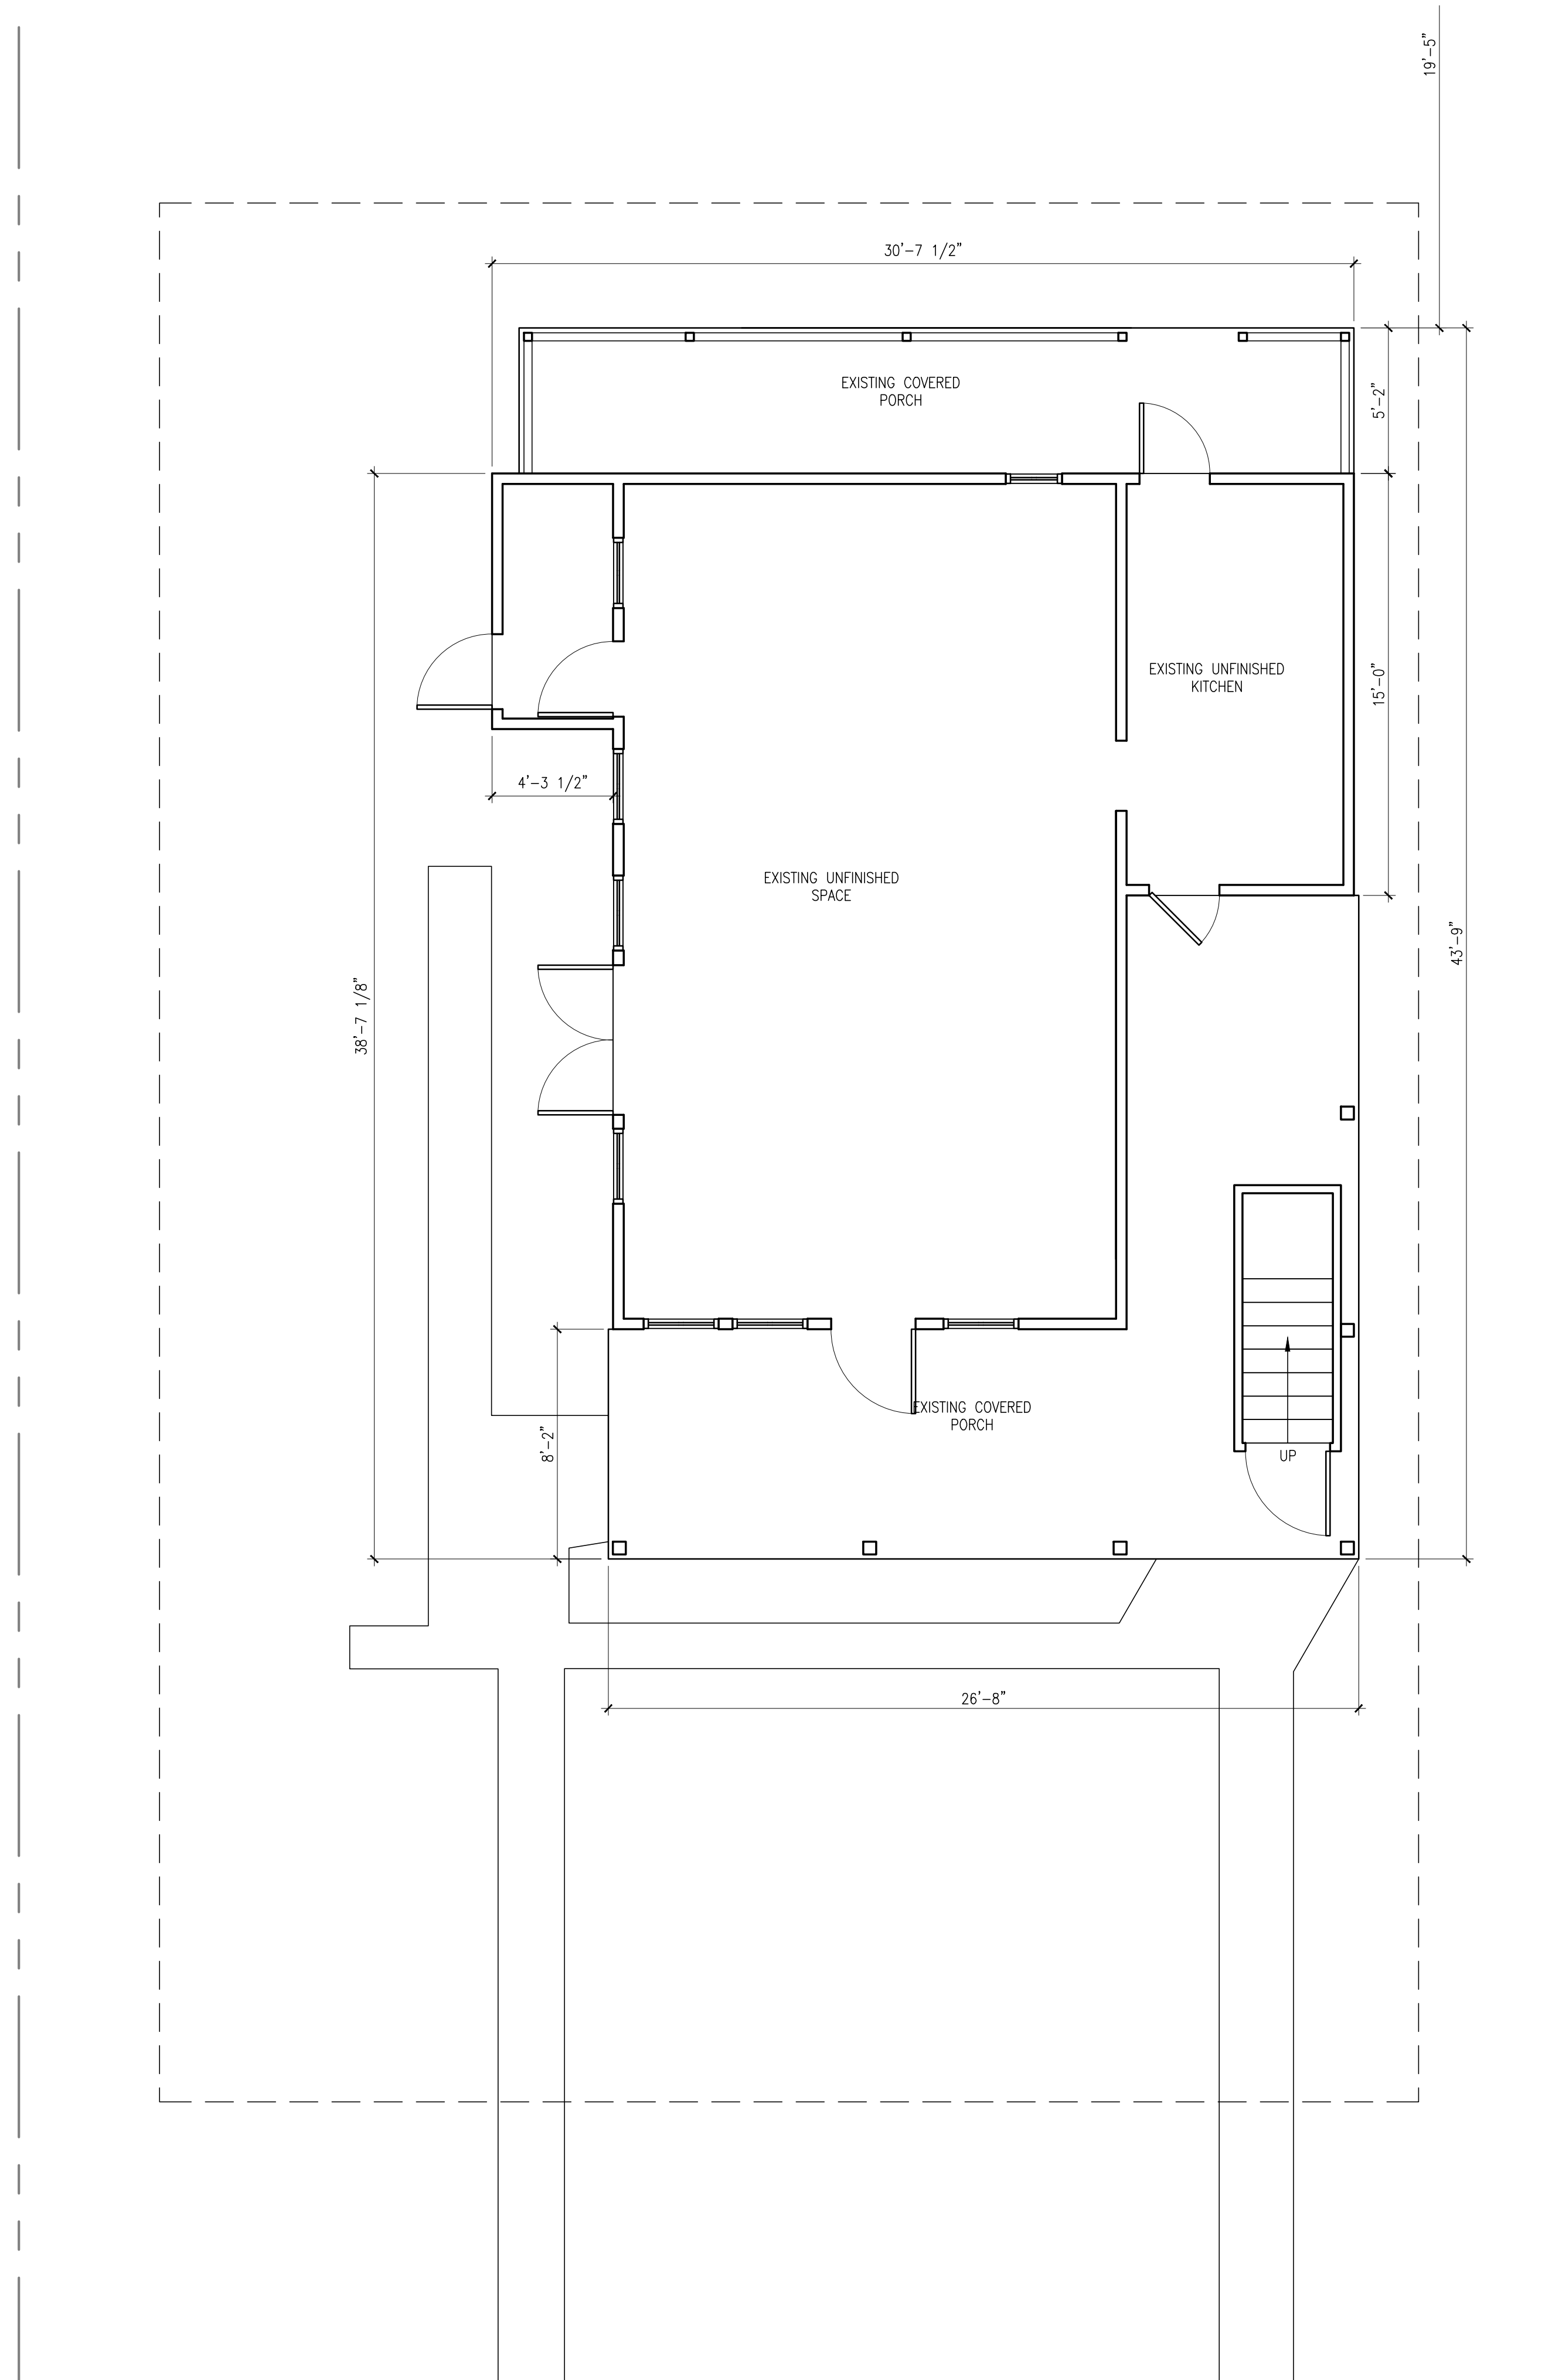 19'-5"
30'-7 1/2"
EXISTING COVERED
PORCH
5'-2"
EXISTING UNFINISHED
KITCHEN
15'-0"
4'-3 1/2"
EXISTING UNFINISHED
SPACE
43'-9"
38'-7 1/8"
EXISTING COVERED
PORCH
8'-2"
UP
26'-8"